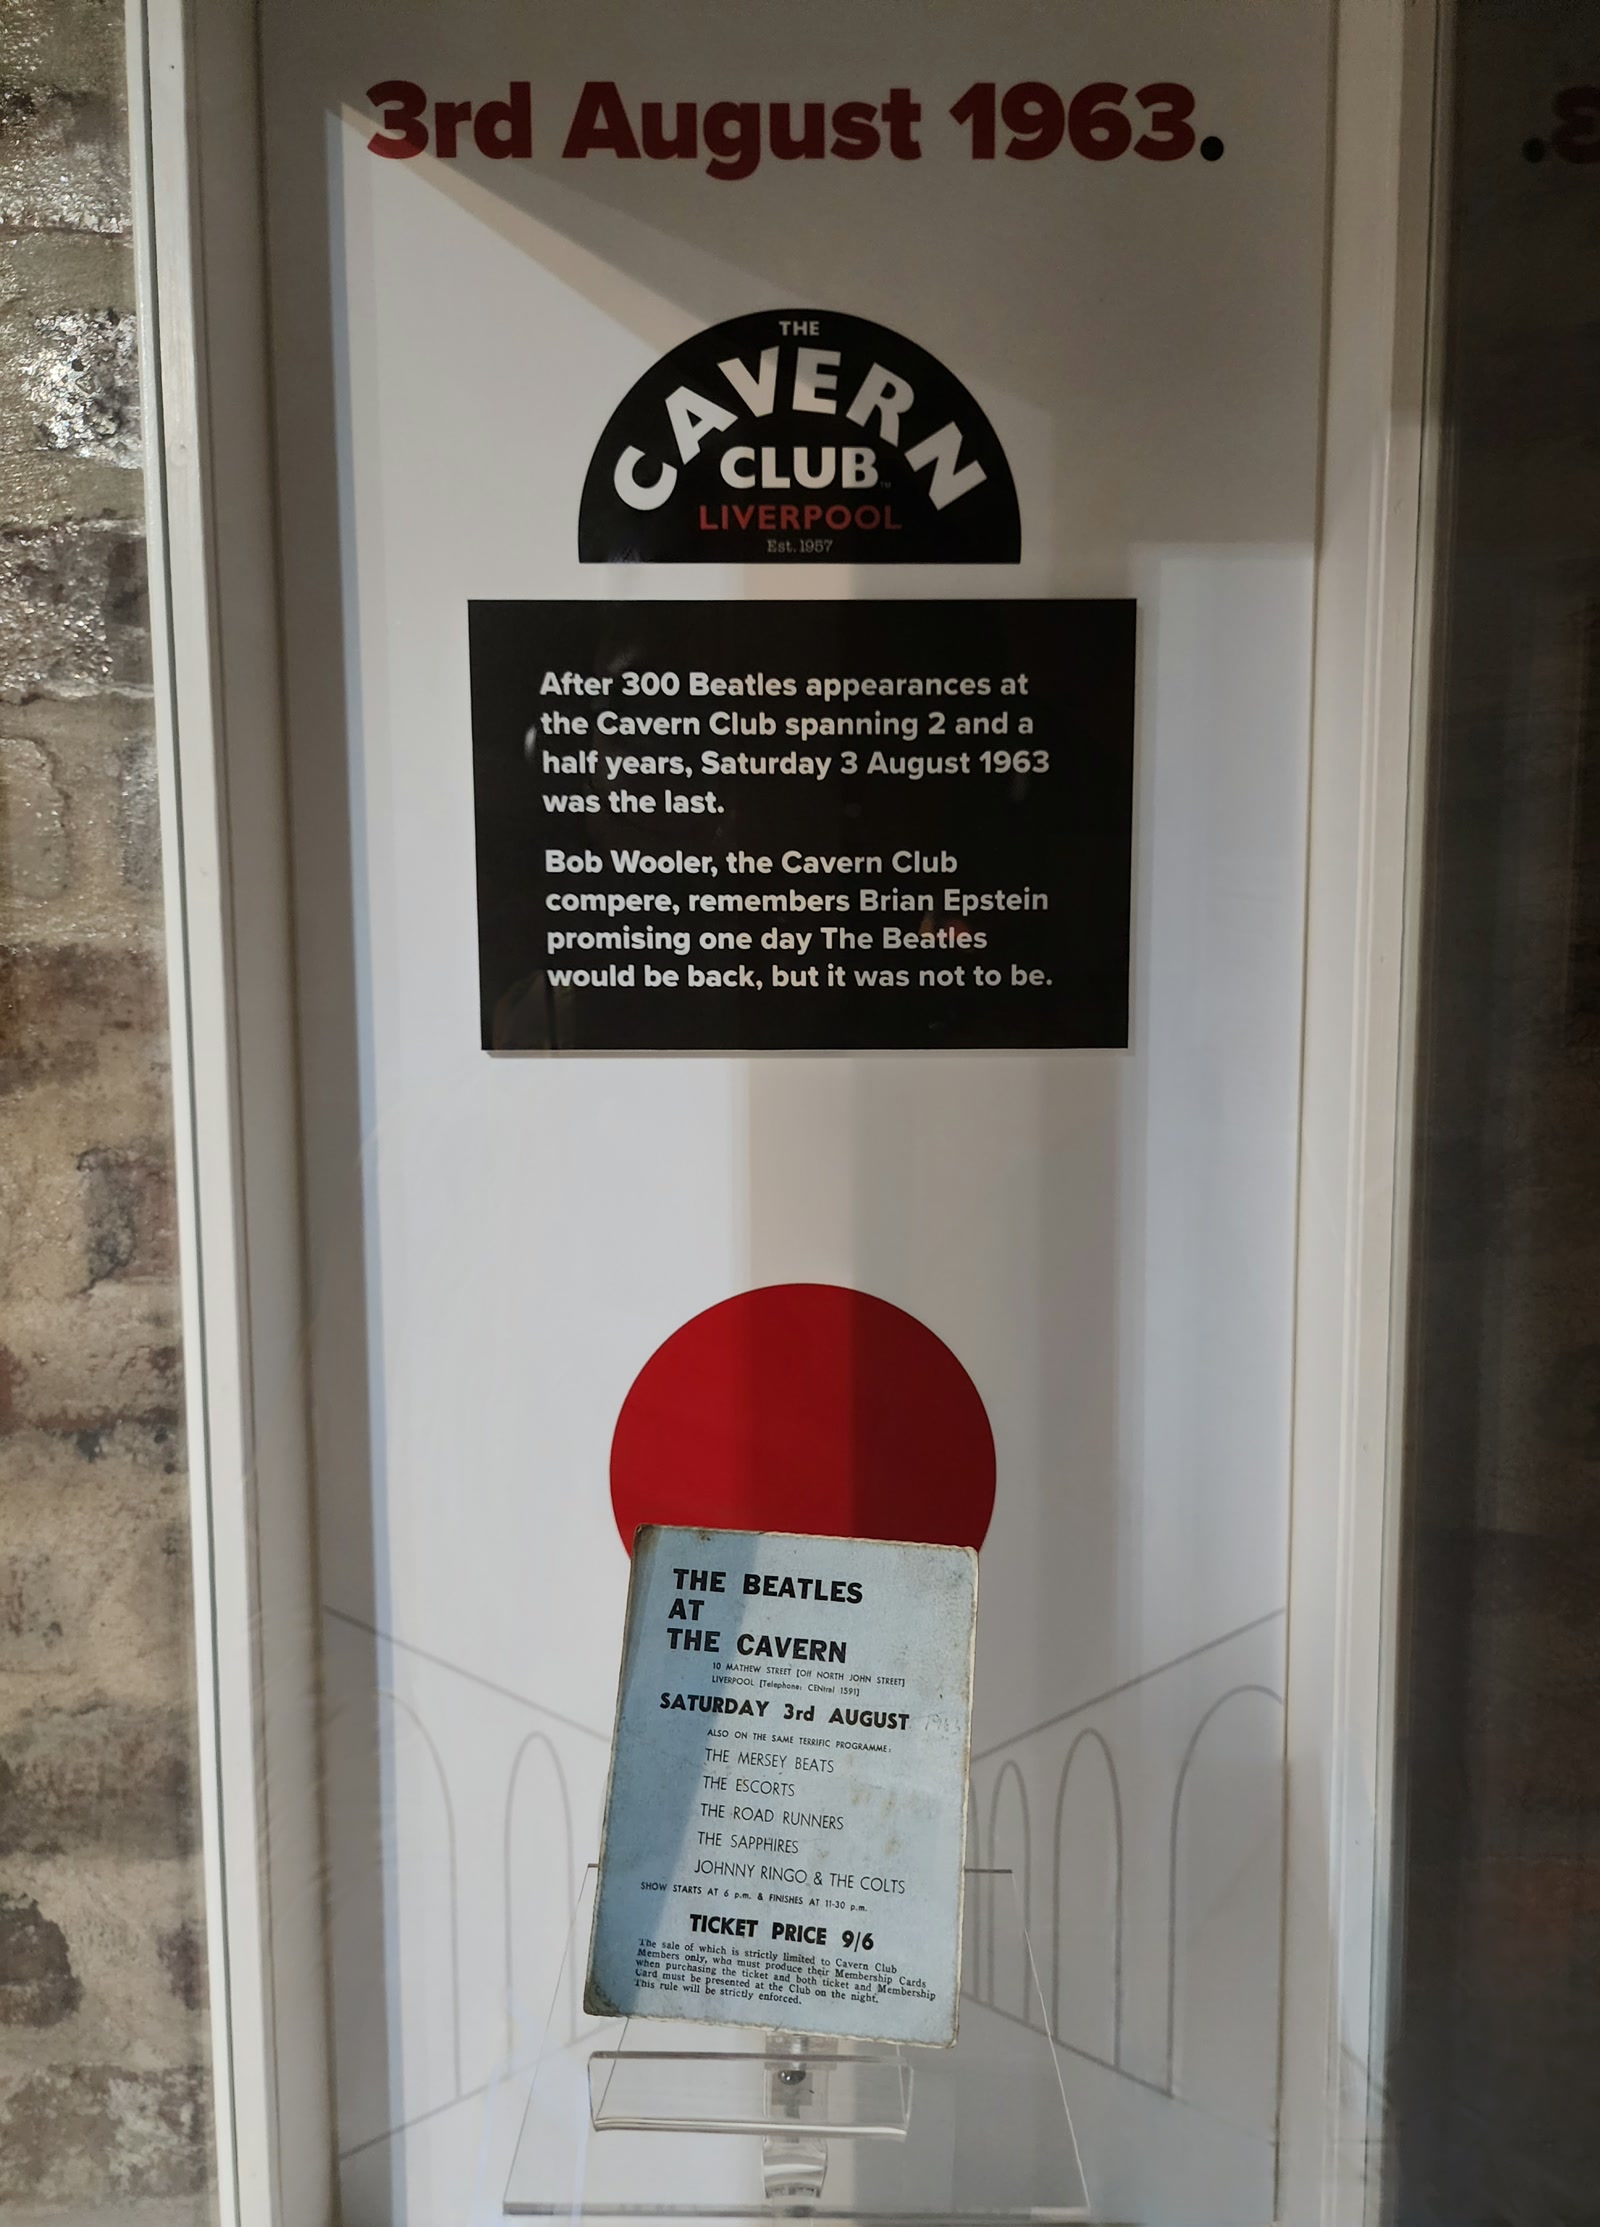 3rd August 1963.
THE
CAVERN
CLUB™
LIVERPOOL
Est. 1957
After 300 Beatles appearances at
the Cavern Club spanning 2 and a
half years, Saturday 3 August 1963
was the last.
Bob Wooler, the Cavern Club
compere, remembers Brian Epstein
promising one day The Beatles
would be back, but it was not to be.
THE BEATLES
AT
THE CAVERN
10 MATHEW STREET [Off NORTH JOHN STREET]
LIVERPOOL [Telephone: CENtral 1591]
SATURDAY 3rd AUGUST 1963
ALSO ON THE SAME TERRIFIC PROGRAMME:
THE MERSEY BEATS
THE ESCORTS
THE ROAD RUNNERS
THE SAPPHIRES
JOHNNY RINGO & THE COLTS
SHOW STARTS AT 6 p.m. & FINISHES AT 11-30 p.m.
TICKET PRICE 9/6
The sale of which is strictly limited to Cavern Club
Members only, who must produce their Membership Cards
when purchasing the ticket and both ticket and Membership
Card must be presented at the Club on the night.
This rule will be strictly enforced.